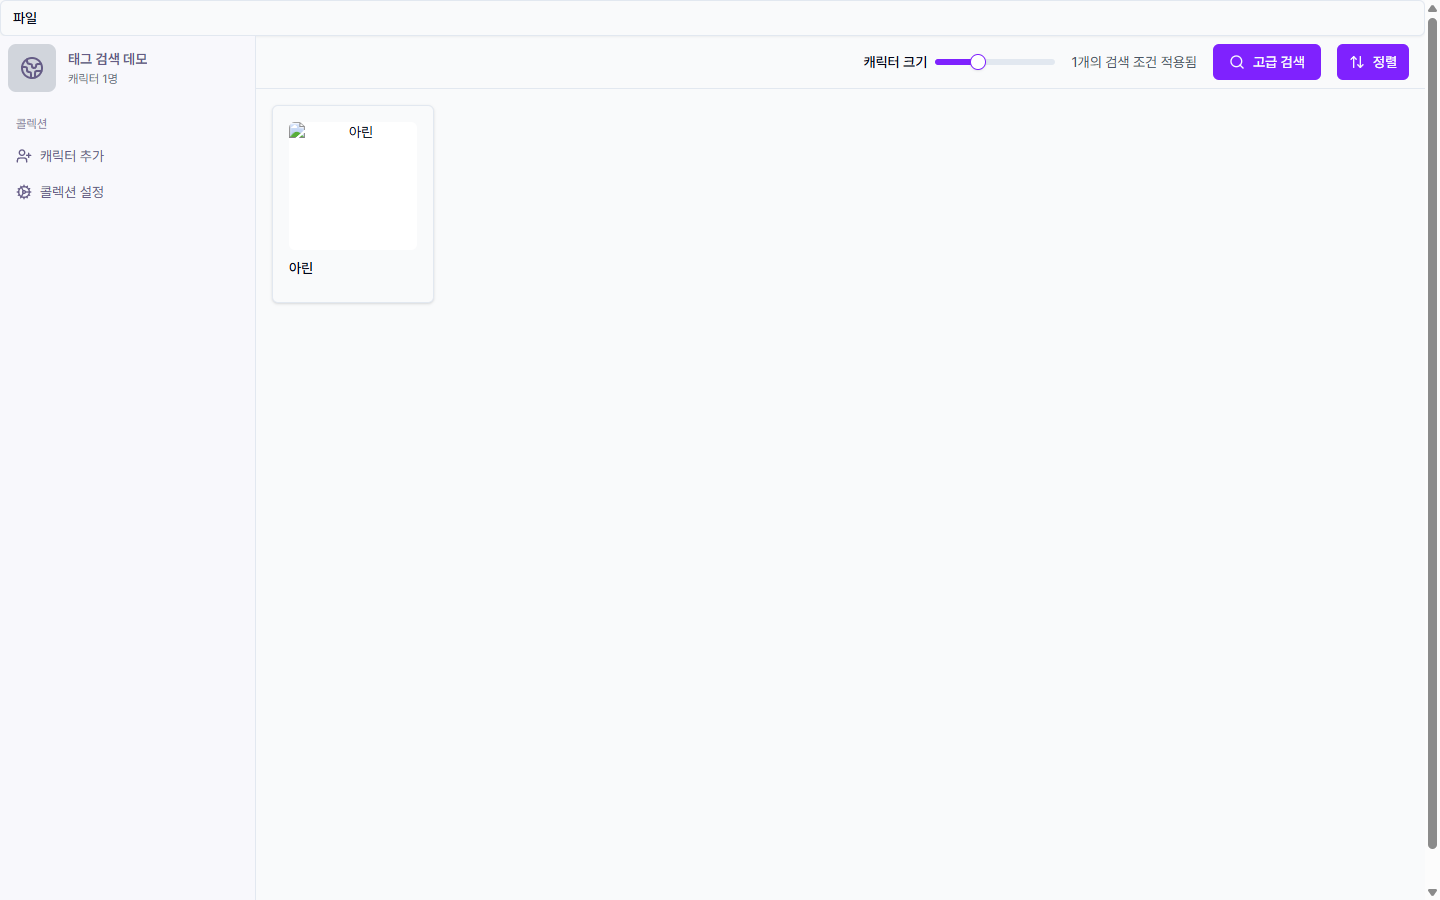 파일
태그 검색 데모
캐릭터 1명
콜렉션
캐릭터 추가
콜렉션 설정
캐릭터 크기
1개의 검색 조건 적용됨
고급 검색
정렬
아린
아린